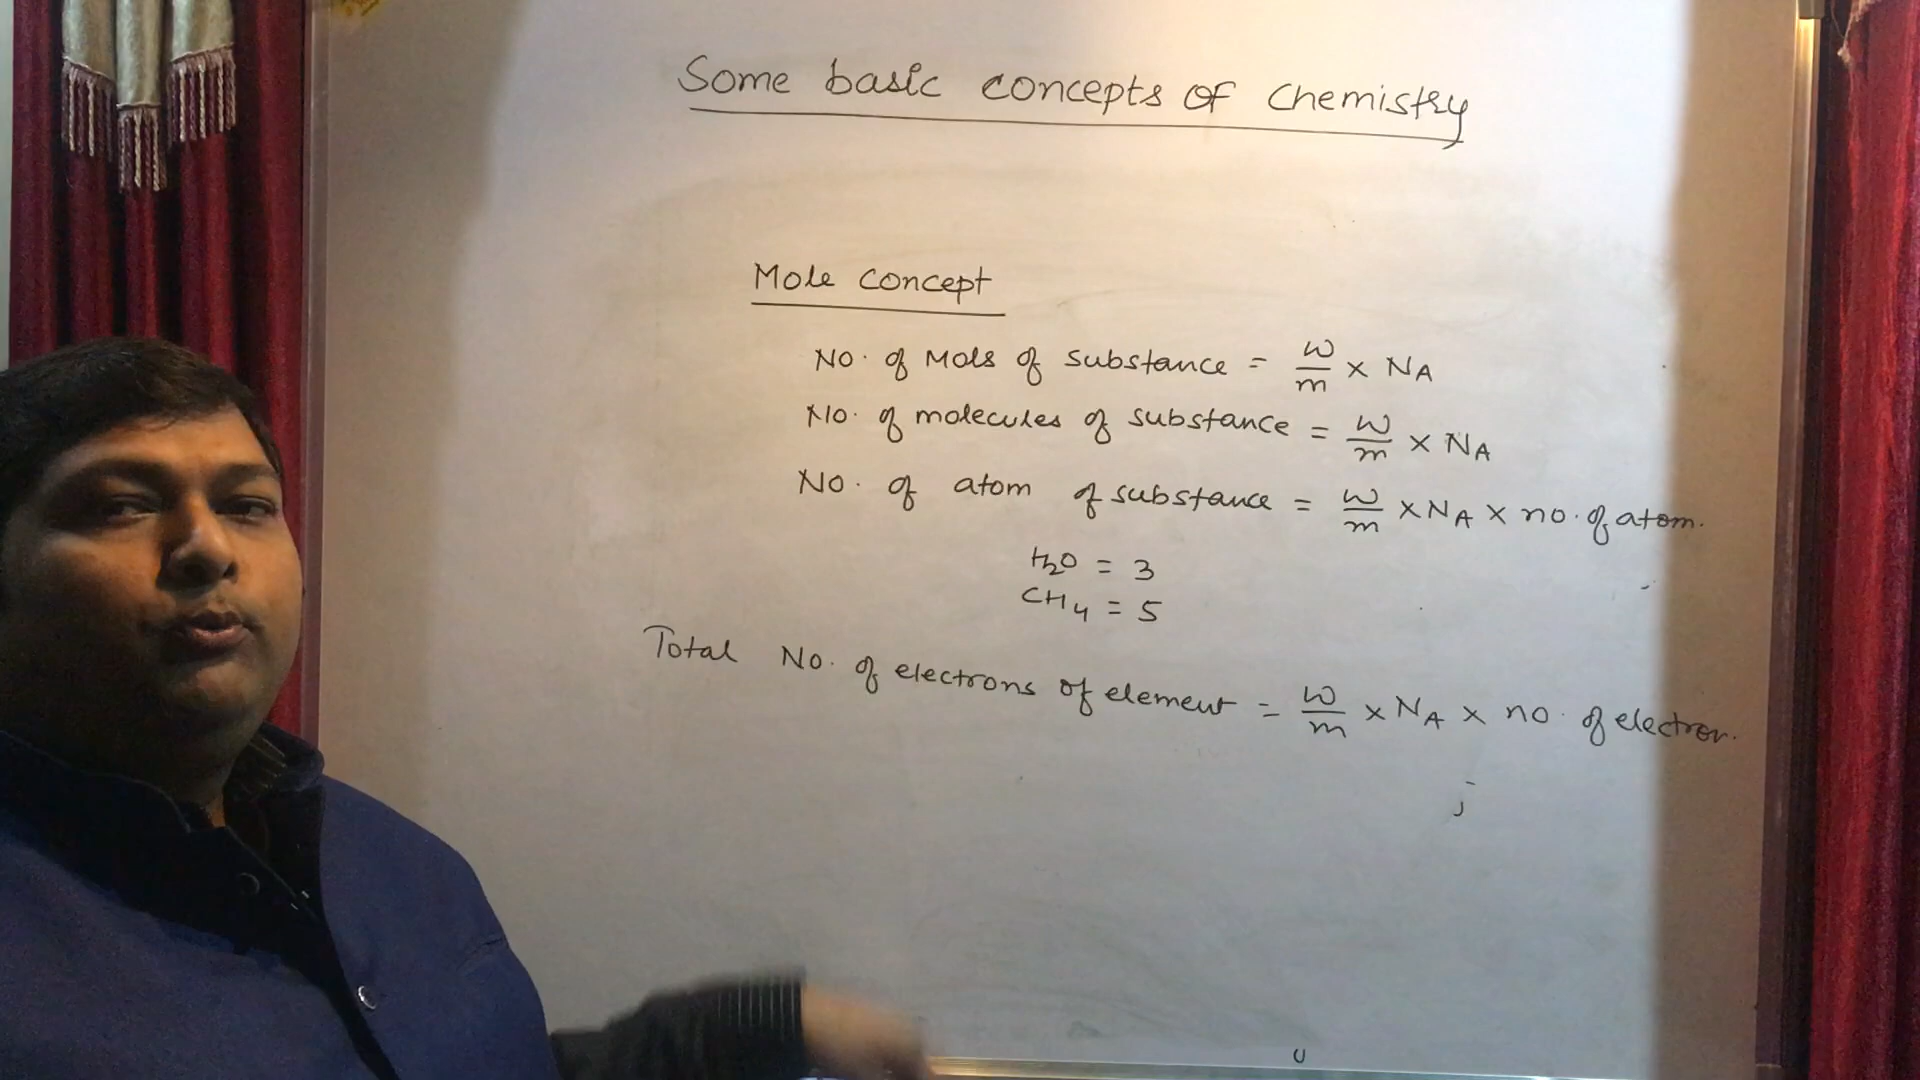 Some basic concepts OF Chemistry
Mole concept
No. of Mols of substance = w/m × NA
No. of molecules of substance = w/m × NA
No. of atom of substance = w/m × NA × no. of atom.
H2O = 3
CH4 = 5
Total No. of electrons of element = w/m × NA × no. of electron.